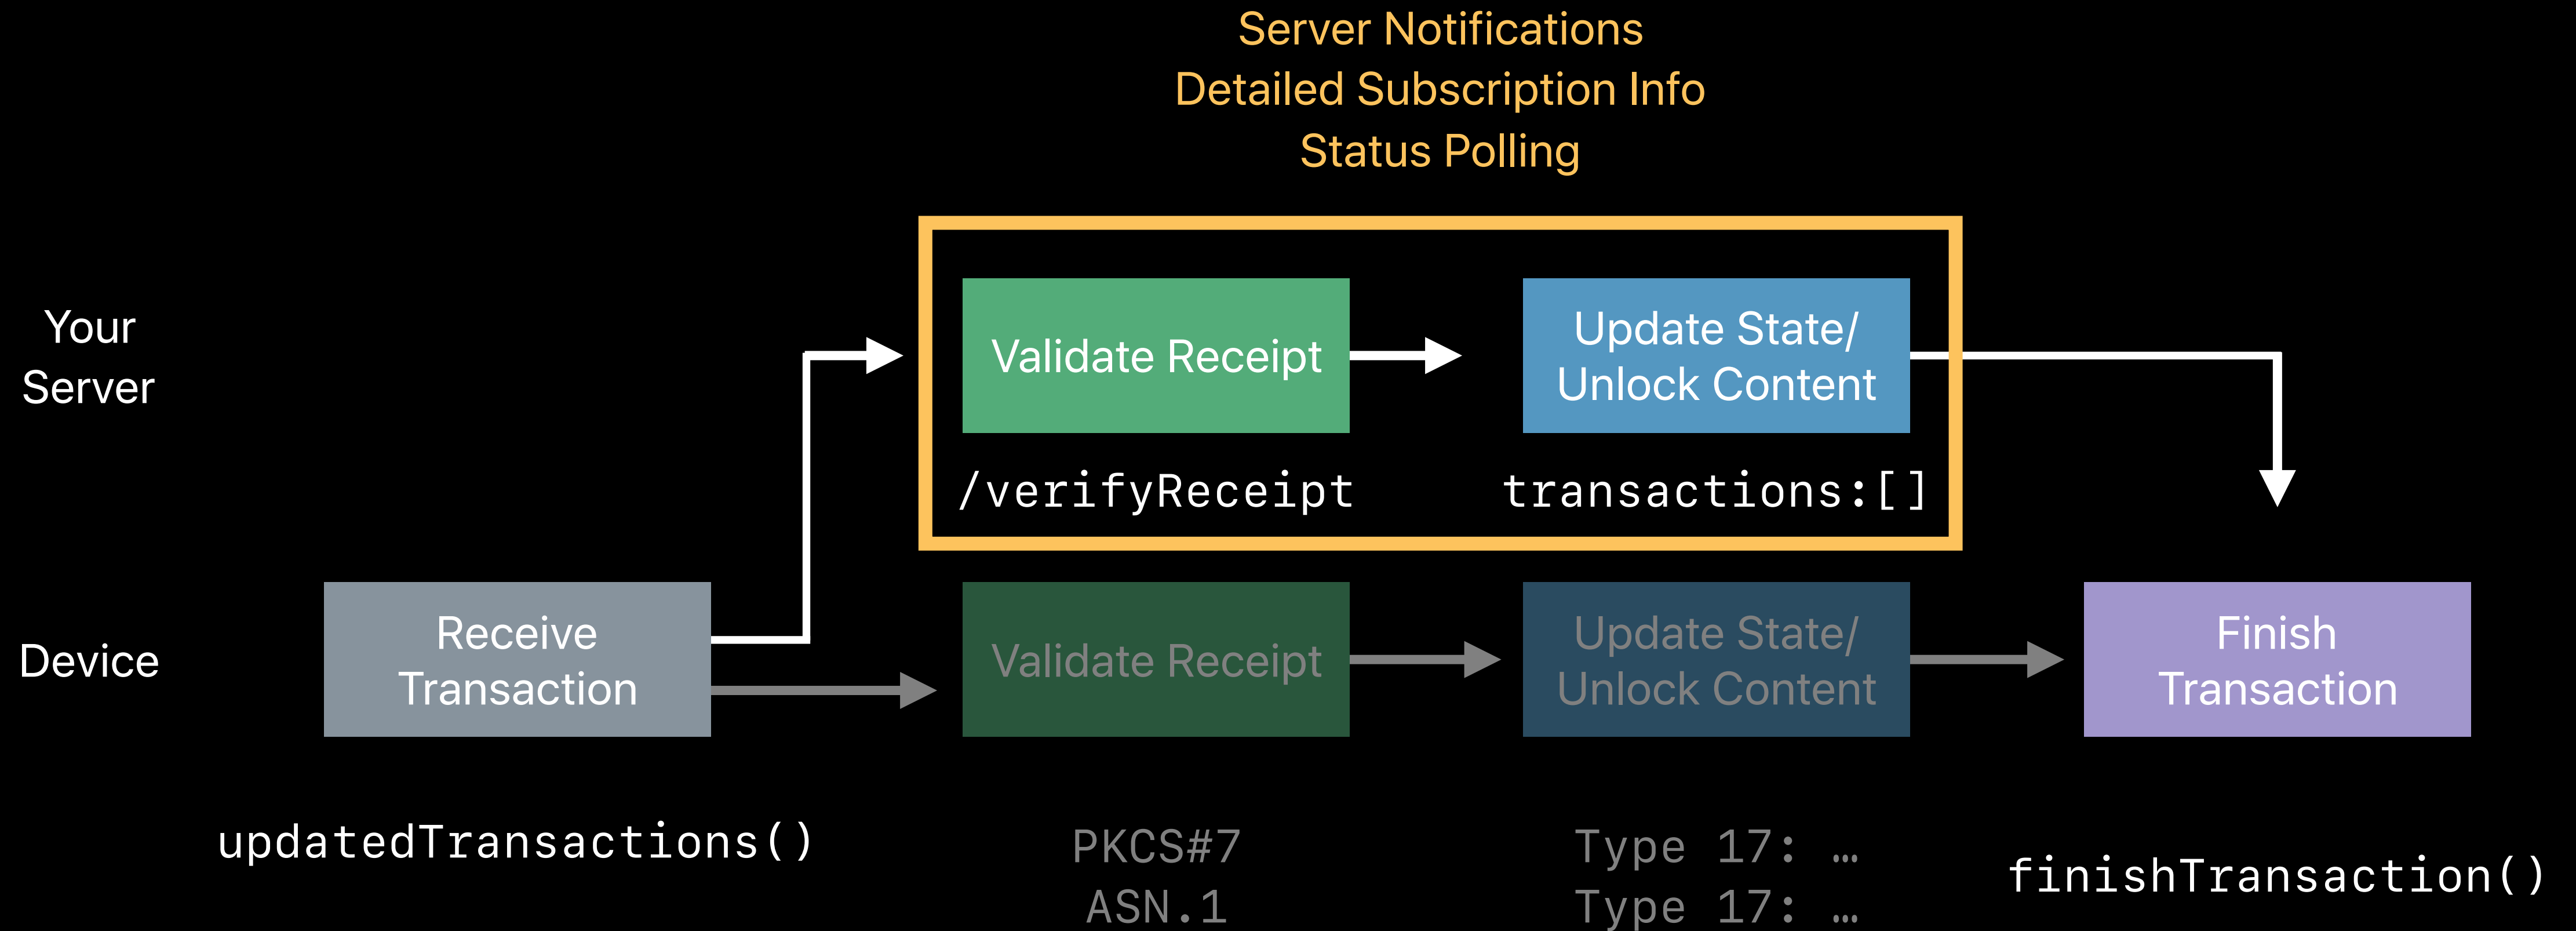 Server Notifications
Detailed Subscription Info
Status Polling
Your
Server
Validate Receipt
Update State/
Unlock Content
/verifyReceipt
transactions:[]
Device
Receive
Transaction
Validate Receipt
Update State/
Unlock Content
Finish
Transaction
updatedTransactions()
PKCS#7
ASN.1
Type 17: …
Type 17: …
finishTransaction()